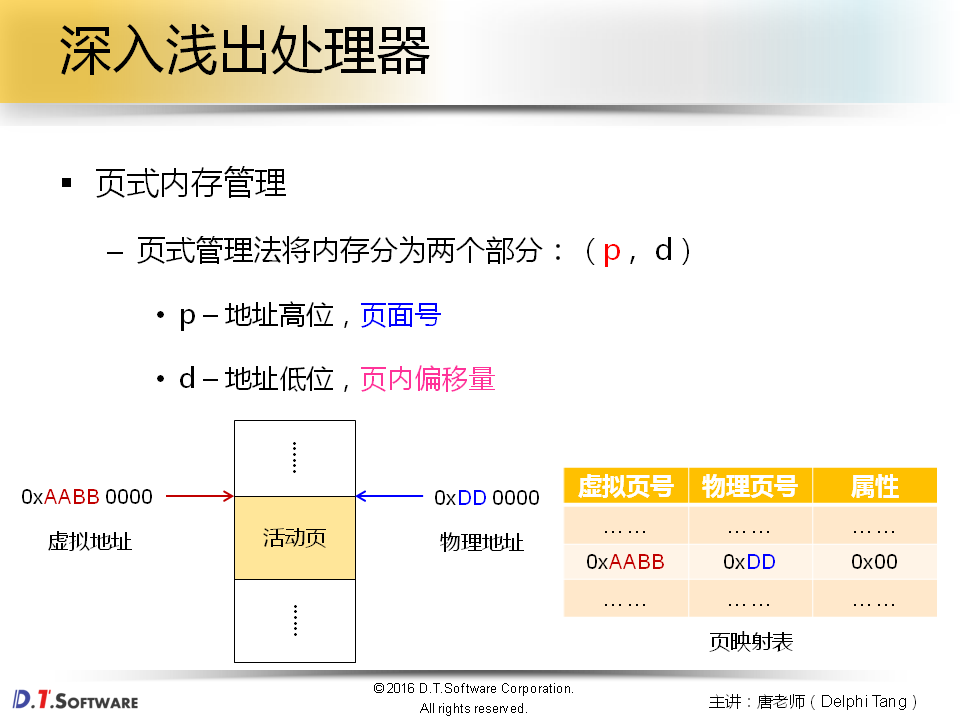 深入浅出处理器
▪ 页式内存管理
– 页式管理法将内存分为两个部分：（p，d）
• p – 地址高位，页面号
• d – 地址低位，页内偏移量
0xAABB 0000
虚拟地址
活动页
0xDD 0000
物理地址
虚拟页号 物理页号 属性
…… …… ……
0xAABB 0xDD 0x00
…… …… ……
页映射表
D.T.SOFTWARE
©2016 D.T.Software Corporation.
All rights reserved.
主讲：唐老师（Delphi Tang）